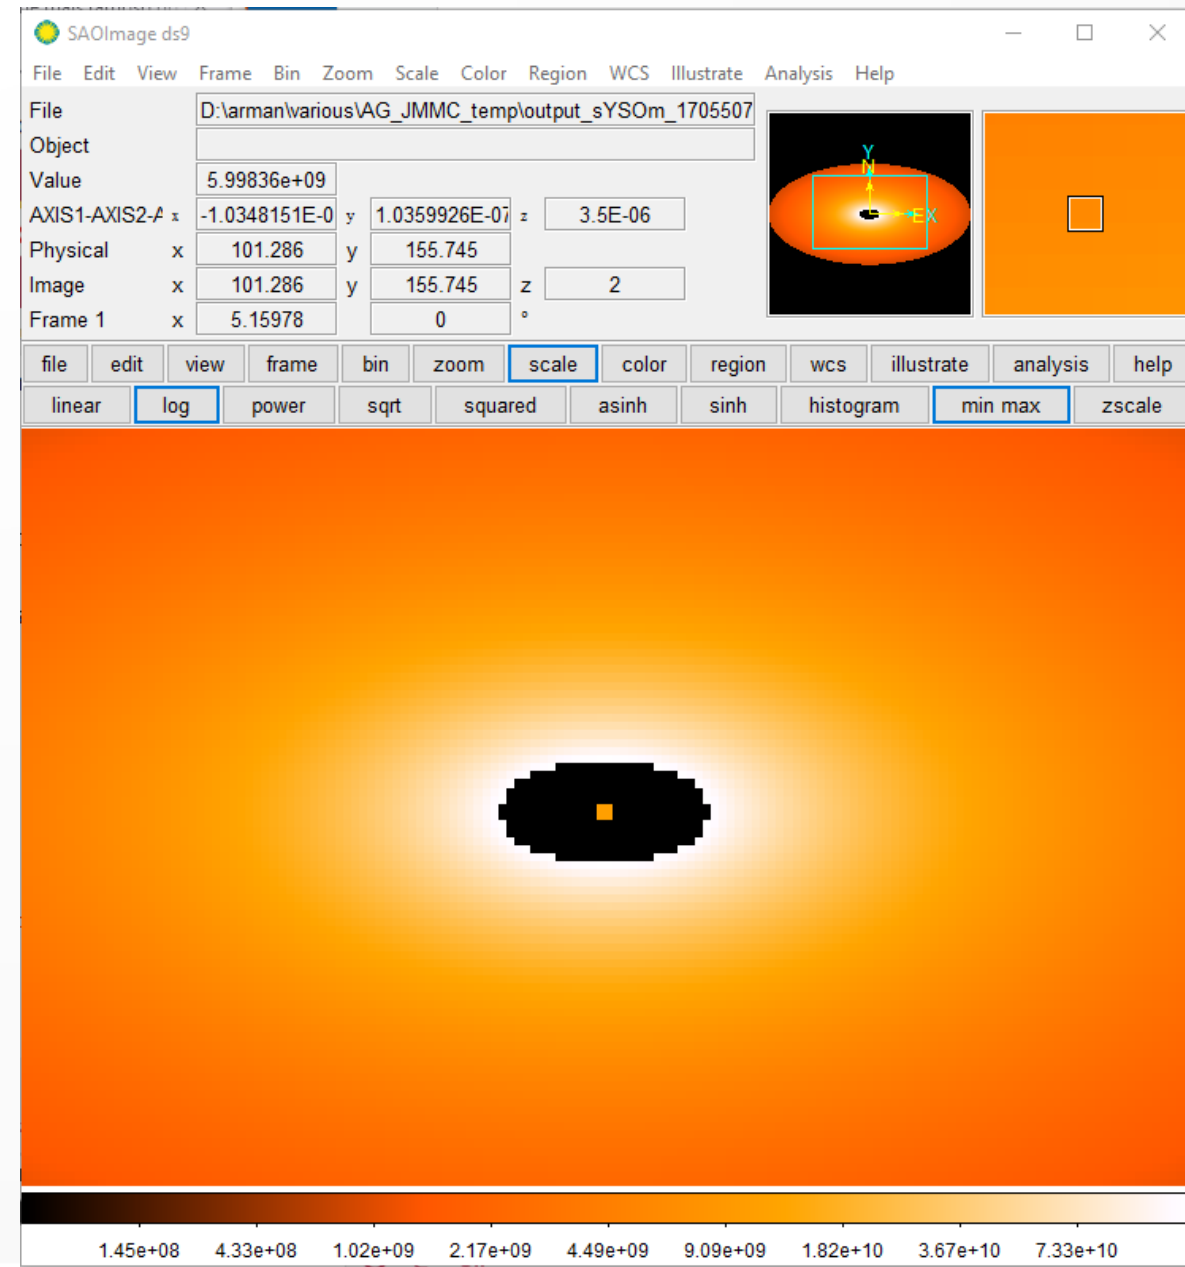 SAOImage ds9
File Edit View Frame Bin Zoom Scale Color Region WCS Illustrate Analysis Help
File D:\arman\various\AG_JMMC_temp\output_sYSOm_1705507
Object
Value 5.99836e+09
AXIS1-AXIS2-A x -1.0348151E-0 y 1.0359926E-07 z 3.5E-06
Physical x 101.286 y 155.745
Image x 101.286 y 155.745 z 2
Frame 1 x 5.15978 0 °
Y
N
EX
file edit view frame bin zoom scale color region wcs illustrate analysis help
linear log power sqrt squared asinh sinh histogram min max zscale
1.45e+08 4.33e+08 1.02e+09 2.17e+09 4.49e+09 9.09e+09 1.82e+10 3.67e+10 7.33e+10